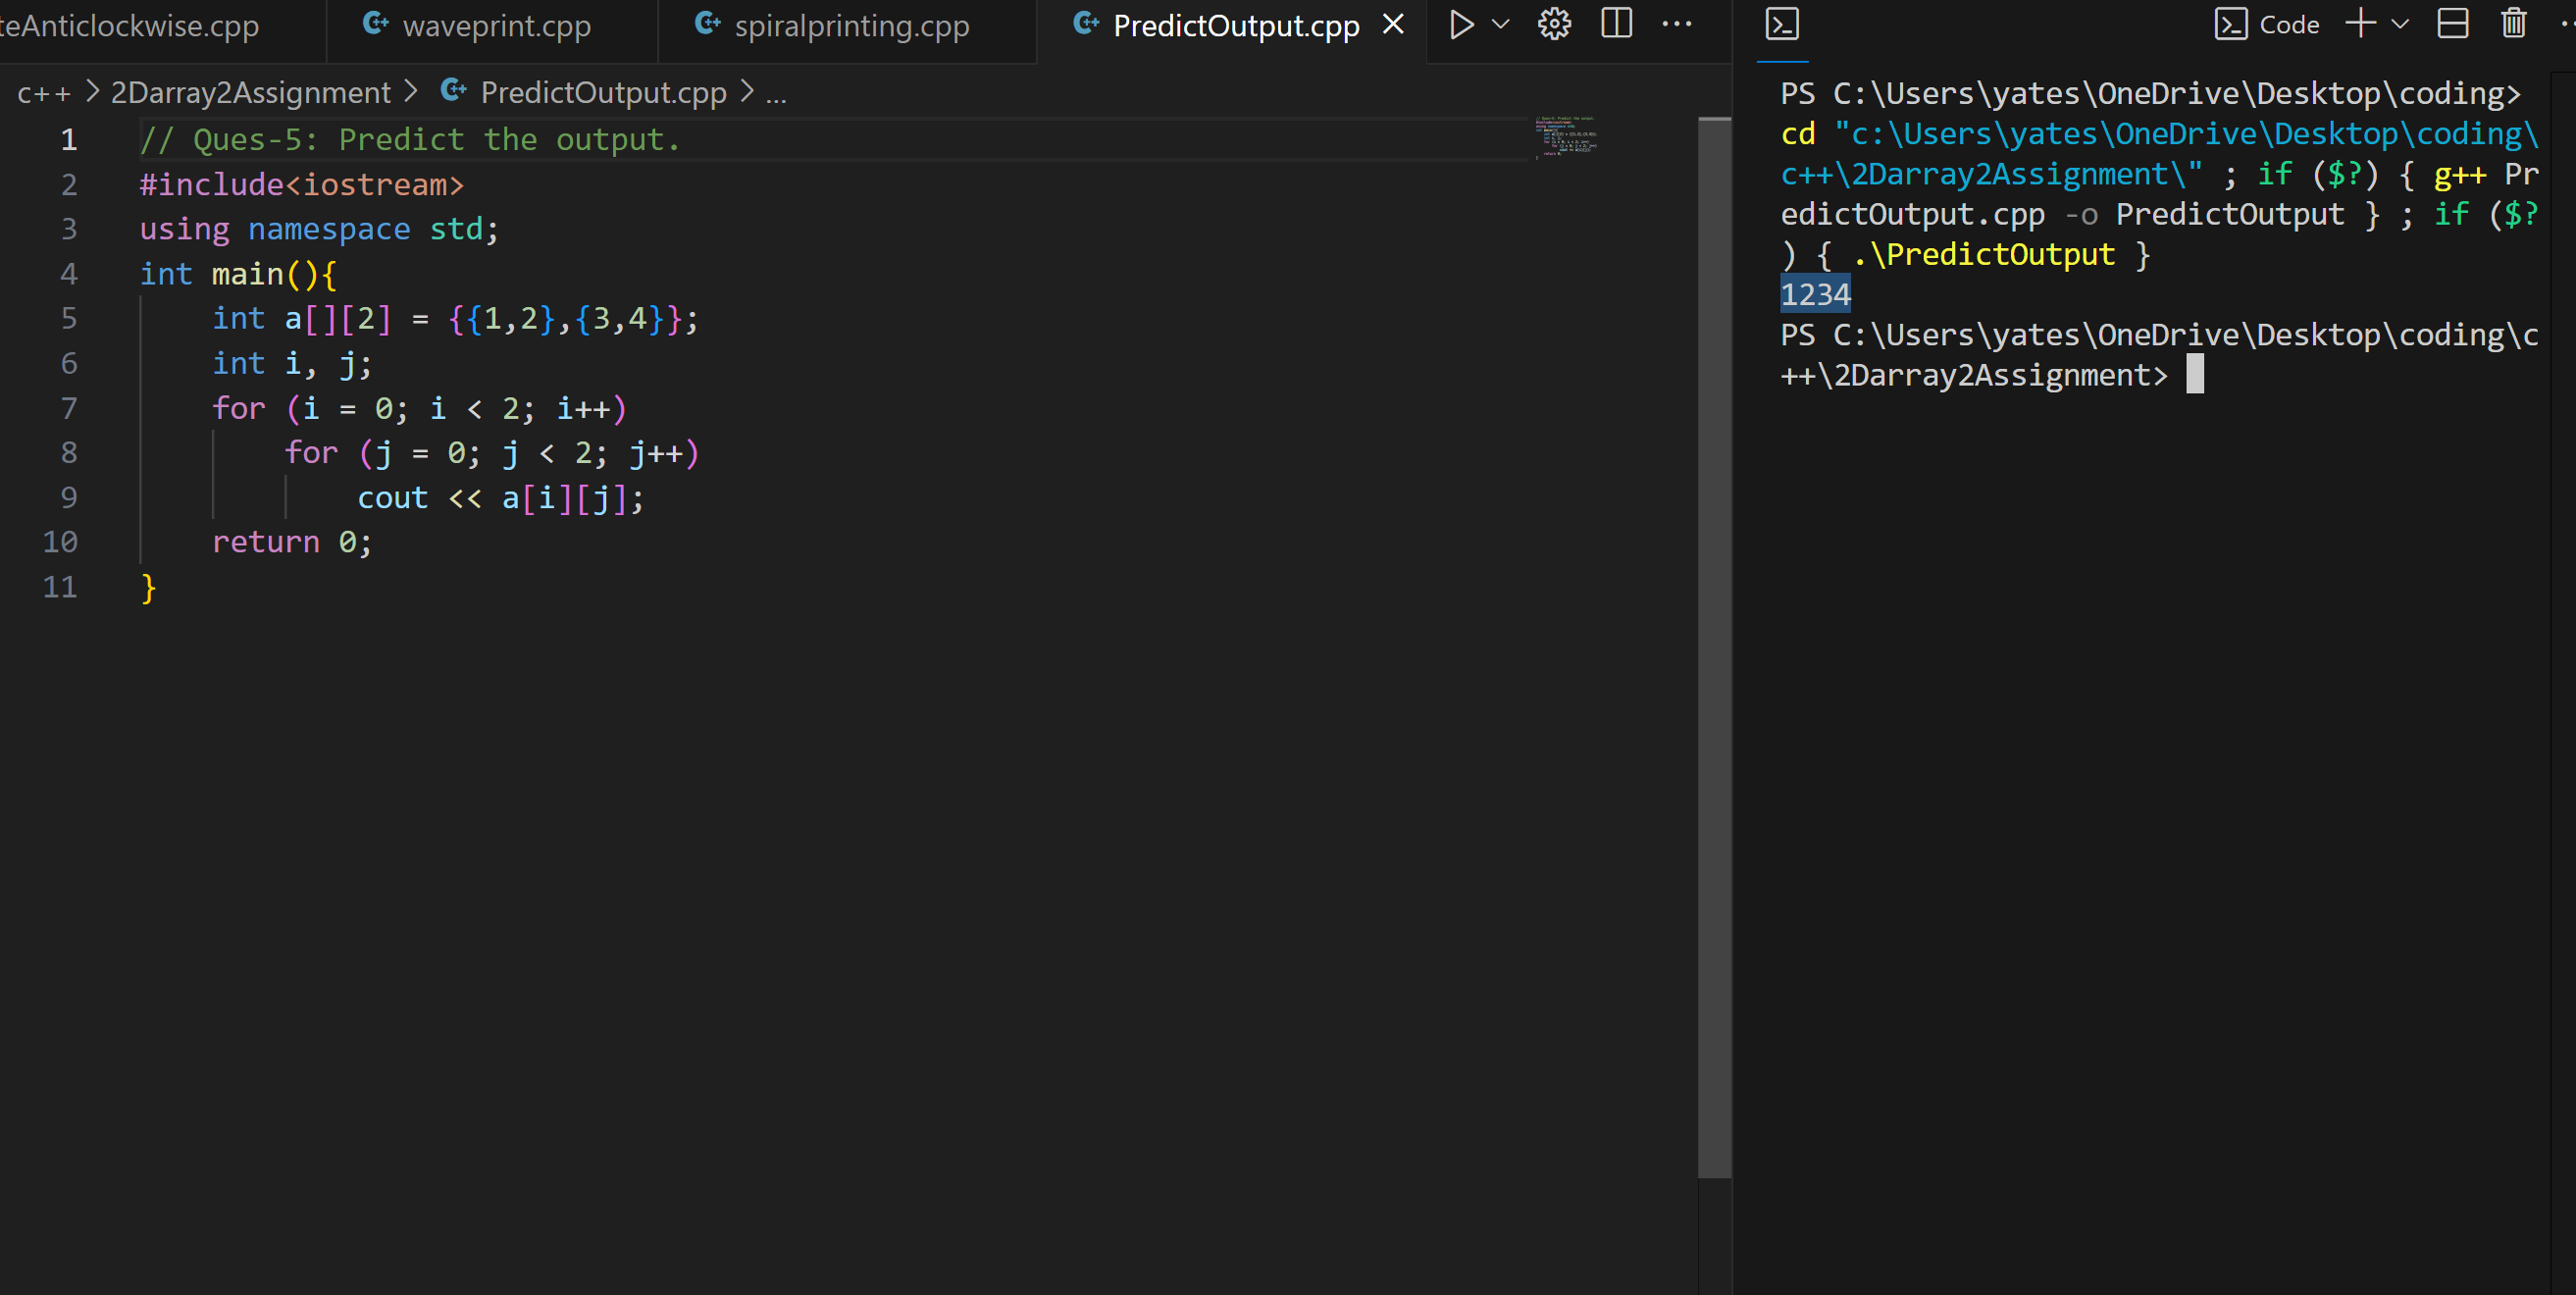 teAnticlockwise.cpp waveprint.cpp spiralprinting.cpp PredictOutput.cpp
c++ > 2Darray2Assignment > PredictOutput.cpp > ...
1 // Ques-5: Predict the output.
2 #include<iostream>
3 using namespace std;
4 int main(){
5     int a[][2] = {{1,2},{3,4}};
6     int i, j;
7     for (i = 0; i < 2; i++)
8         for (j = 0; j < 2; j++)
9             cout << a[i][j];
10     return 0;
11 }
Code
PS C:\Users\yates\OneDrive\Desktop\coding>
cd "c:\Users\yates\OneDrive\Desktop\coding\
c++\2Darray2Assignment\" ; if ($?) { g++ Pr
edictOutput.cpp -o PredictOutput } ; if ($?
) { .\PredictOutput }
1234
PS C:\Users\yates\OneDrive\Desktop\coding\c
++\2Darray2Assignment>